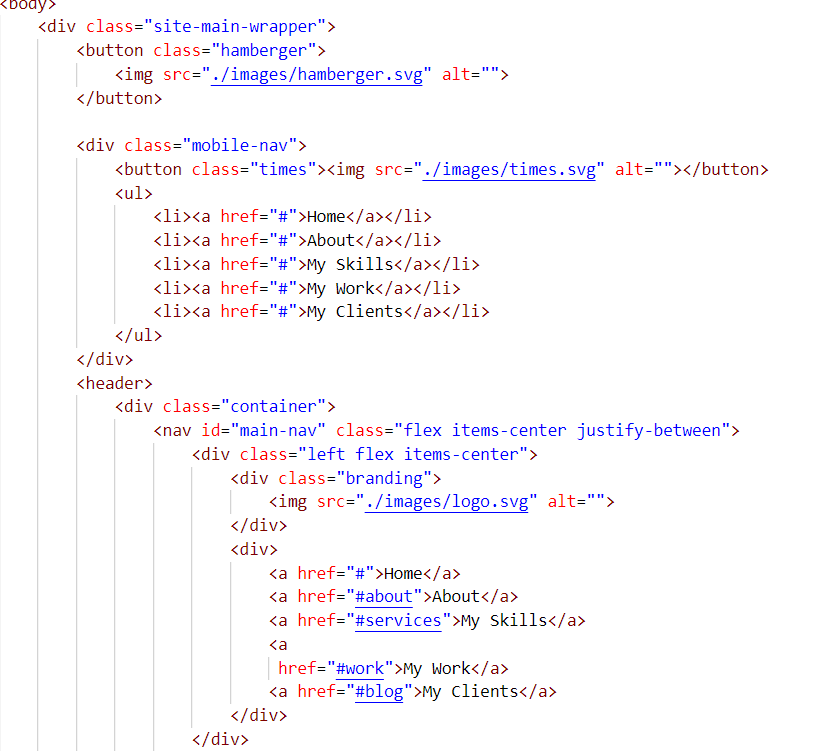 <body>
<div class="site-main-wrapper">
<button class="hamberger">
<img src="./images/hamberger.svg" alt="">
</button>
<div class="mobile-nav">
<button class="times"><img src="./images/times.svg" alt=""></button>
<ul>
<li><a href="#">Home</a></li>
<li><a href="#">About</a></li>
<li><a href="#">My Skills</a></li>
<li><a href="#">My Work</a></li>
<li><a href="#">My Clients</a></li>
</ul>
</div>
<header>
<div class="container">
<nav id="main-nav" class="flex items-center justify-between">
<div class="left flex items-center">
<div class="branding">
<img src="./images/logo.svg" alt="">
</div>
<div>
<a href="#">Home</a>
<a href="#about">About</a>
<a href="#services">My Skills</a>
<a
href="#work">My Work</a>
<a href="#blog">My Clients</a>
</div>
</div>